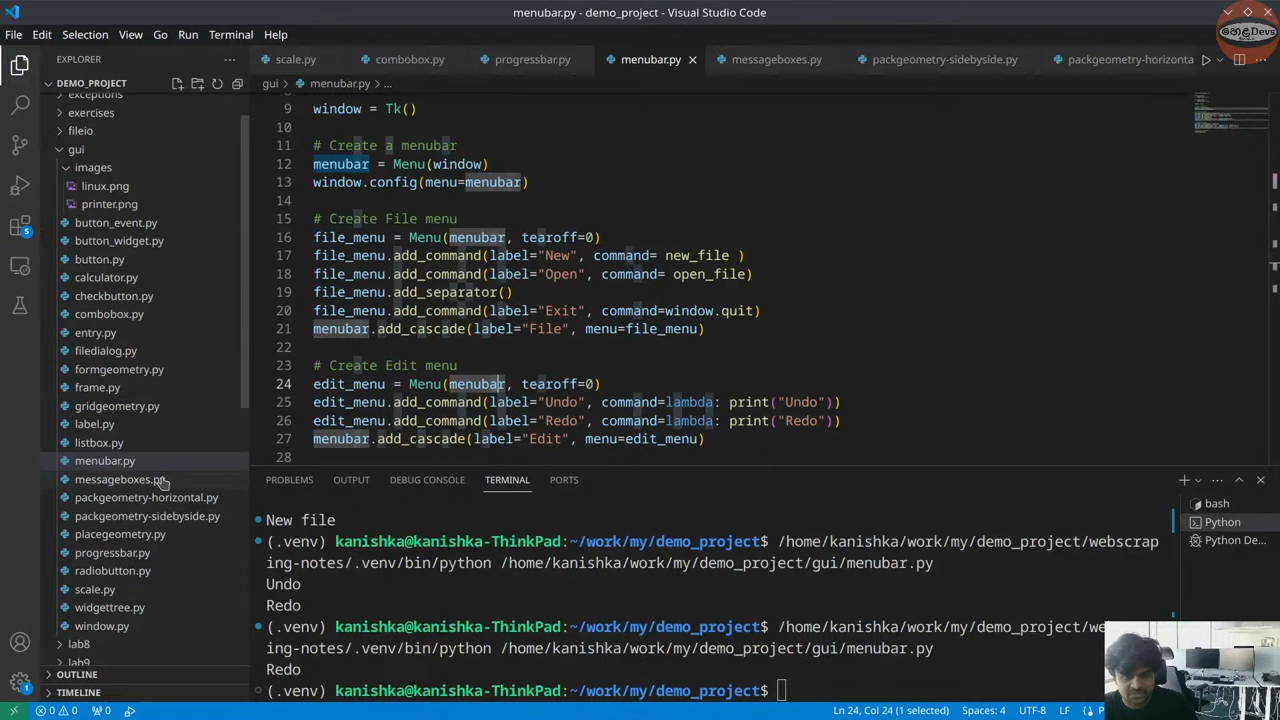 menubar.py - demo_project - Visual Studio Code
File Edit Selection View Go Run Terminal Help
හෙළDevs
EXPLORER
scale.py
combobox.py
progressbar.py
menubar.py
messageboxes.py
packgeometry-sidebyside.py
packgeometry-horizonta
DEMO_PROJECT
gui > menubar.py > ...
exceptions
exercises
fileio
gui
images
linux.png
printer.png
button_event.py
button_widget.py
button.py
calculator.py
checkbutton.py
combobox.py
entry.py
filedialog.py
formgeometry.py
frame.py
gridgeometry.py
label.py
listbox.py
menubar.py
messageboxes.py
packgeometry-horizontal.py
packgeometry-sidebyside.py
placegeometry.py
progressbar.py
radiobutton.py
scale.py
widgettree.py
window.py
lab8
lab9
OUTLINE
TIMELINE
5
1
9 window = Tk()
10
11 # Create a menubar
12 menubar = Menu(window)
13 window.config(menu=menubar)
14
15 # Create File menu
16 file_menu = Menu(menubar, tearoff=0)
17 file_menu.add_command(label="New", command= new_file )
18 file_menu.add_command(label="Open", command= open_file)
19 file_menu.add_separator()
20 file_menu.add_command(label="Exit", command=window.quit)
21 menubar.add_cascade(label="File", menu=file_menu)
22
23 # Create Edit menu
24 edit_menu = Menu(menubar, tearoff=0)
25 edit_menu.add_command(label="Undo", command=lambda: print("Undo"))
26 edit_menu.add_command(label="Redo", command=lambda: print("Redo"))
27 menubar.add_cascade(label="Edit", menu=edit_menu)
28
PROBLEMS OUTPUT DEBUG CONSOLE TERMINAL PORTS
New file
(.venv) kanishka@kanishka-ThinkPad:~/work/my/demo_project$ /home/kanishka/work/my/demo_project/webscrap
ing-notes/.venv/bin/python /home/kanishka/work/my/demo_project/gui/menubar.py
Undo
Redo
(.venv) kanishka@kanishka-ThinkPad:~/work/my/demo_project$ /home/kanishka/work/my/demo_project/we
ing-notes/.venv/bin/python /home/kanishka/work/my/demo_project/gui/menubar.py
Redo
(.venv) kanishka@kanishka-ThinkPad:~/work/my/demo_project$
bash
Python
Python De...
0 0 0 Ln 24, Col 24 (1 selected) Spaces: 4 UTF-8 LF